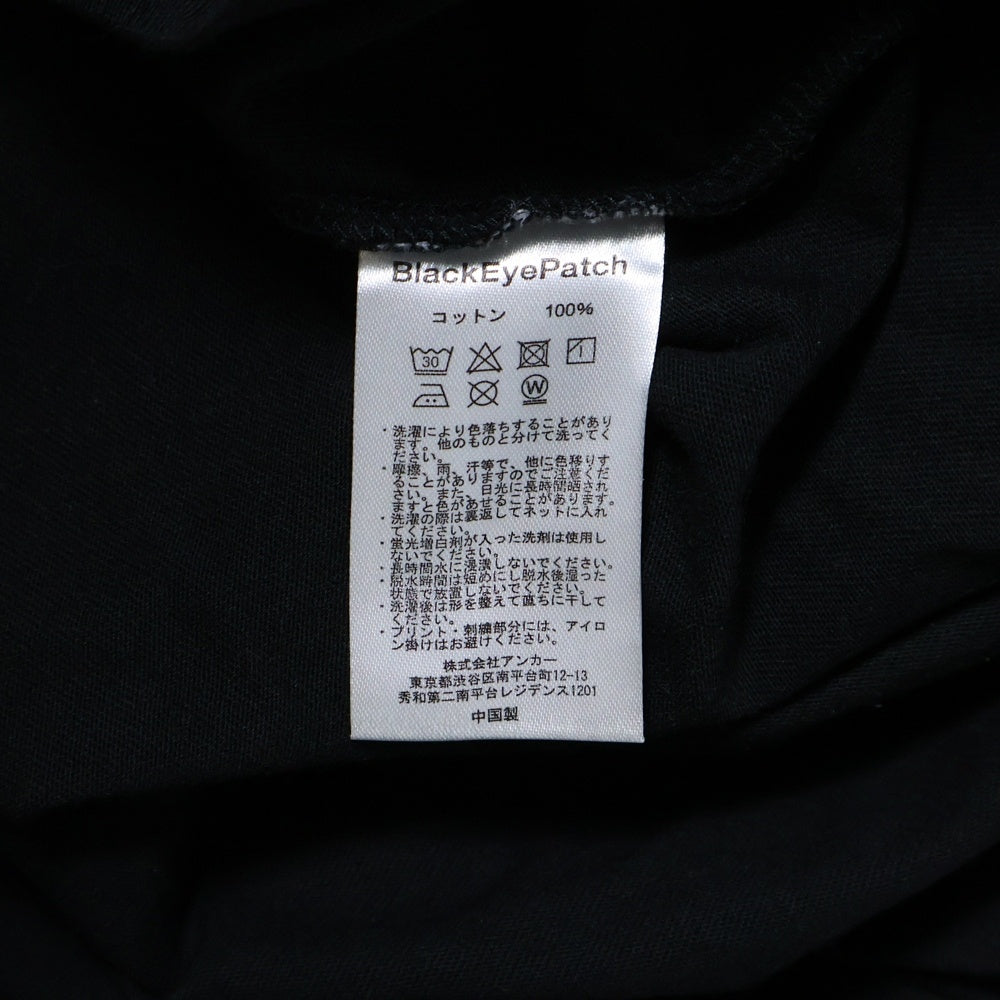 BlackEyePatch
コットン 100%
30
W
・洗濯により色落ちすることがあり
ます。他のものと分けて洗ってく
ださい。
・摩擦、雨、汗等で、他に色移りす
ることがありますのでご注意くだ
さい。また、日光に長時間晒され
ますと色があせることがあります。
・洗濯の際は裏返してネットに入れ
てください。
・蛍光増白剤が入った洗剤は使用し
ないでください。
・長時間水に浸漬しないでください。
・脱水時間は短めにし脱水後湿った
状態で放置しないでください。
・洗濯後は形を整えて直ちに干して
ください。
・プリント・刺繍部分には、アイロ
ン掛けはお避けください。
株式会社アンカー
東京都渋谷区南平台町12-13
秀和第二南平台レジデンス1201
中国製